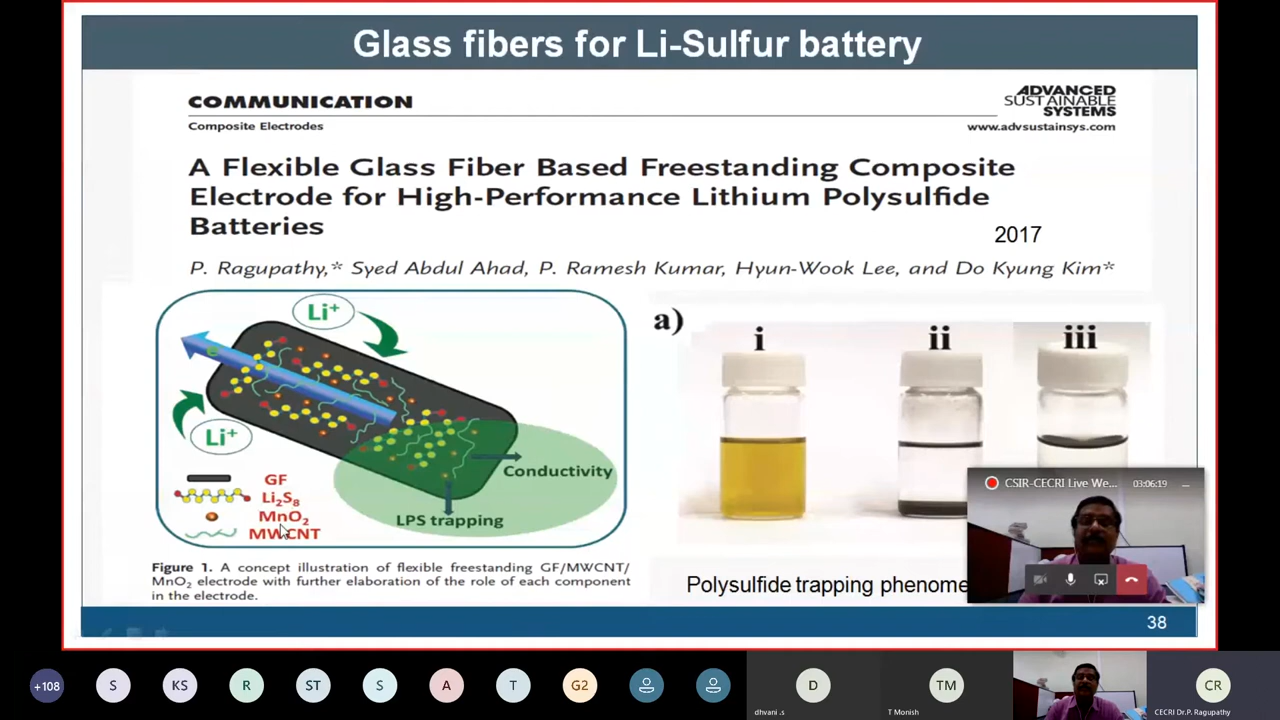 Glass fibers for Li-Sulfur battery
COMMUNICATION
ADVANCED
SUSTAINABLE
SYSTEMS
Composite Electrodes
www.advsustainsys.com
A Flexible Glass Fiber Based Freestanding Composite
Electrode for High-Performance Lithium Polysulfide
Batteries
2017
P. Ragupathy,* Syed Abdul Ahad, P. Ramesh Kumar, Hyun-Wook Lee, and Do Kyung Kim*
Li⁺
Li⁺
Conductivity
LPS trapping
GF
Li₂S₈
MnO₂
MWCNT
Figure 1. A concept illustration of flexible freestanding GF/MWCNT/
MnO₂ electrode with further elaboration of the role of each component
in the electrode.
a)
i
ii
iii
Polysulfide trapping phenome
CSIR-CECRI Live We...
03:06:19
38
+108
S
KS
R
ST
S
A
T
G2
D
dhvani .s
TM
T Monish
CR
CECRI Dr.P. Ragupathy